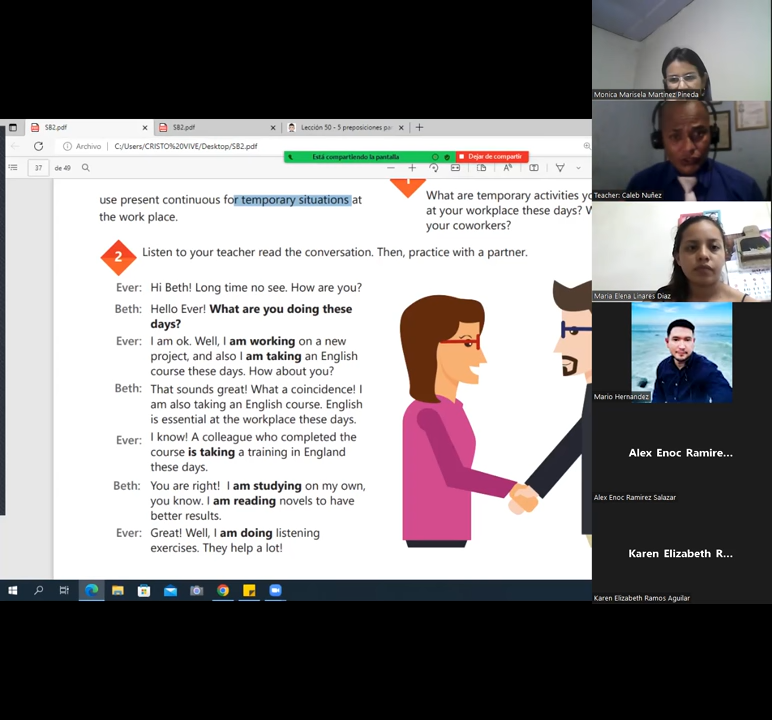 SB2.pdf
SB2.pdf
Lección 50 - 5 preposiciones pa
Archivo
C:/Users/CRISTO%20VIVE/Desktop/SB2.pdf
Está compartiendo la pantalla
Dejar de compartir
37
de 49
use present continuous for temporary situations at
the work place.
1
What are temporary activities yo
at your workplace these days? W
your coworkers?
2
Listen to your teacher read the conversation. Then, practice with a partner.
Ever: Hi Beth! Long time no see. How are you?
Beth: Hello Ever! What are you doing these
days?
Ever: I am ok. Well, I am working on a new
project, and also I am taking an English
course these days. How about you?
Beth: That sounds great! What a coincidence! I
am also taking an English course. English
is essential at the workplace these days.
Ever: I know! A colleague who completed the
course is taking a training in England
these days.
Beth: You are right! I am studying on my own,
you know. I am reading novels to have
better results.
Ever: Great! Well, I am doing listening
exercises. They help a lot!
Monica Marisela Martinez Pineda
Teacher: Caleb Nuñez
Maria Elena Linares Diaz
Mario Hernandez
Alex Enoc Ramire...
Alex Enoc Ramirez Salazar
Karen Elizabeth R...
Karen Elizabeth Ramos Aguilar